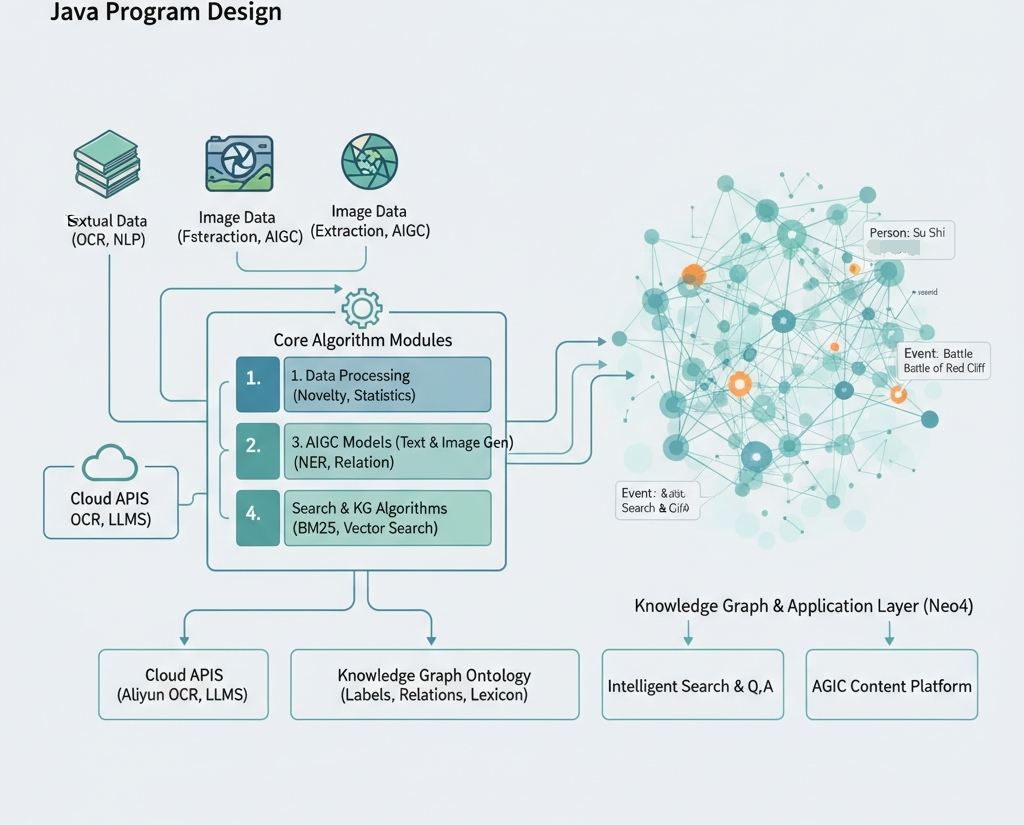 Java Program Design
Sxtual Data
(OCR, NLP)
Image Data
(Fsteraction, AIGC)
Image Data
(Extraction, AIGC)
Core Algorithm Modules
1.
1. Data Processing
(Novelty, Statistics)
2.
3. AIGC Models (Text & Image Gen)
(NER, Relation)
4.
Search & KG Algorithms
(BM25, Vector Search)
Cloud APIS
OCR, LLMS)
Person: Su Shi
Event: Battle
Battle of Red Cliff
Event: &
Search &
Knowledge Graph & Application Layer (Neo4)
Cloud APIS
(Aliyun OCR, LLMS)
Knowledge Graph Ontology
(Labels, Relations, Lexicon)
Intelligent Search & Q,A
AGIC Content Platform